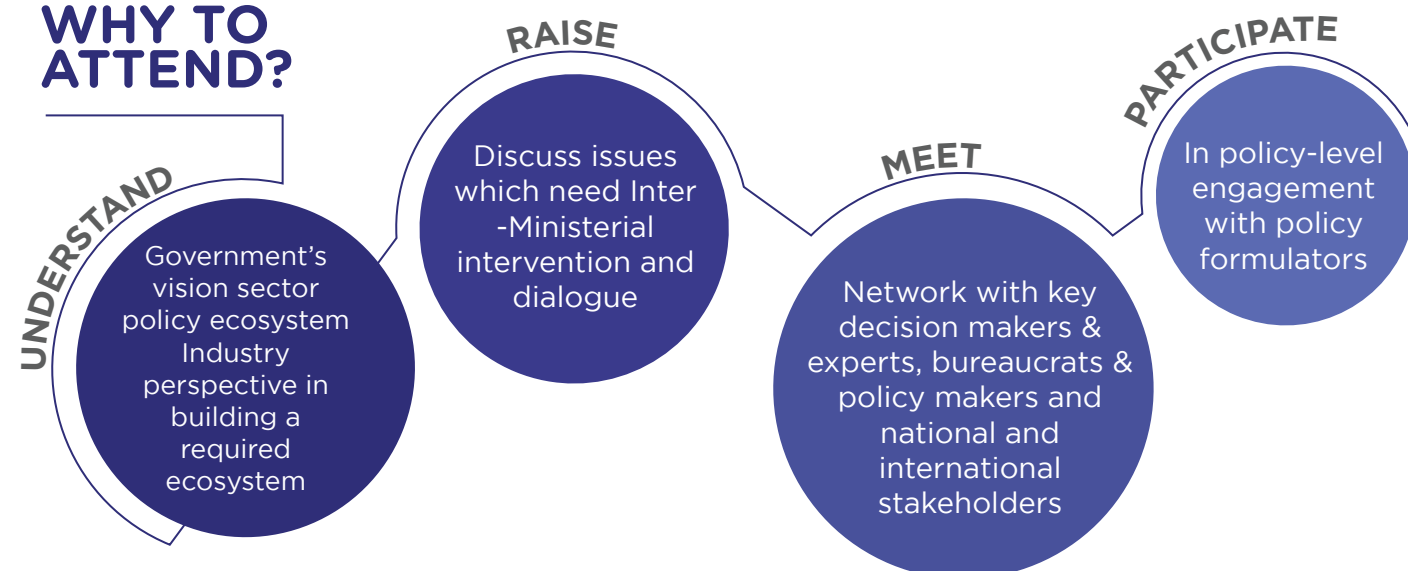 WHY TO
ATTEND?
UNDERSTAND
Government's
vision sector
policy ecosystem
Industry
perspective in
building a
required
ecosystem
RAISE
Discuss issues
which need Inter
-Ministerial
intervention and
dialogue
MEET
Network with key
decision makers &
experts, bureaucrats &
policy makers and
national and
international
stakeholders
PARTICIPATE
In policy-level
engagement
with policy
formulators